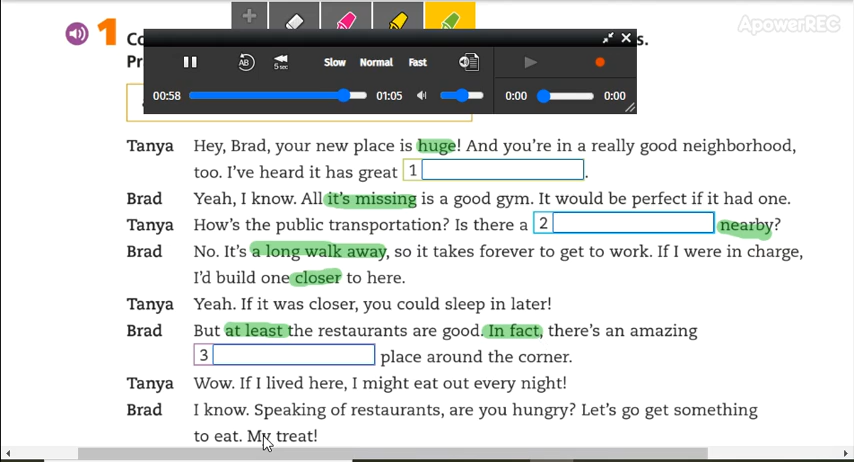 ApowerREC
1 Co s.
Pr
AB 5 sec Slow Normal Fast
00:58 01:05 0:00 0:00
Tanya Hey, Brad, your new place is huge! And you're in a really good neighborhood,
too. I've heard it has great 1 .
Brad Yeah, I know. All it's missing is a good gym. It would be perfect if it had one.
Tanya How's the public transportation? Is there a 2 nearby?
Brad No. It's a long walk away, so it takes forever to get to work. If I were in charge,
I'd build one closer to here.
Tanya Yeah. If it was closer, you could sleep in later!
Brad But at least the restaurants are good. In fact, there's an amazing
3 place around the corner.
Tanya Wow. If I lived here, I might eat out every night!
Brad I know. Speaking of restaurants, are you hungry? Let's go get something
to eat. My treat!